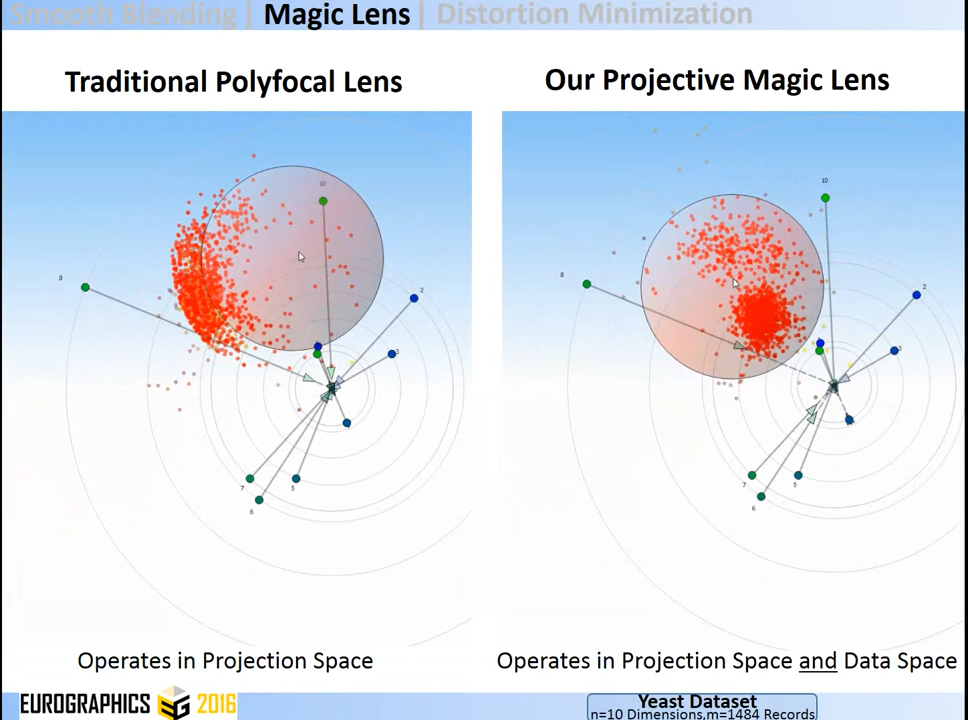 Smooth Blending | Magic Lens | Distortion Minimization
Traditional Polyfocal Lens
Our Projective Magic Lens
10
8
2
3
7
5
6
10
8
2
3
7
5
6
Operates in Projection Space
Operates in Projection Space and Data Space
EUROGRAPHICS 2016
Yeast Dataset
n=10 Dimensions,m=1484 Records